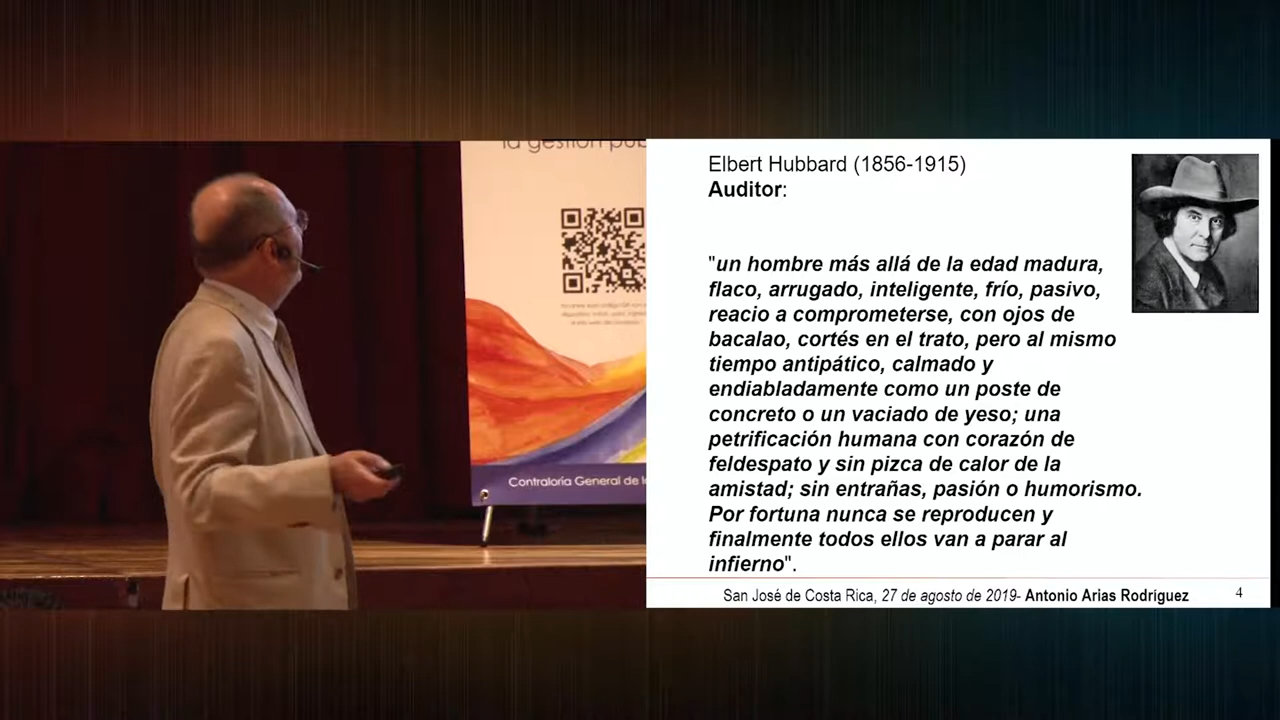 la gestión púb
Contraloría General de l
Elbert Hubbard (1856-1915)
Auditor:
"un hombre más allá de la edad madura,
flaco, arrugado, inteligente, frío, pasivo,
reacio a comprometerse, con ojos de
bacalao, cortés en el trato, pero al mismo
tiempo antipático, calmado y
endiabladamente como un poste de
concreto o un vaciado de yeso; una
petrificación humana con corazón de
feldespato y sin pizca de calor de la
amistad; sin entrañas, pasión o humorismo.
Por fortuna nunca se reproducen y
finalmente todos ellos van a parar al
infierno".
San José de Costa Rica, 27 de agosto de 2019- Antonio Arias Rodríguez
4